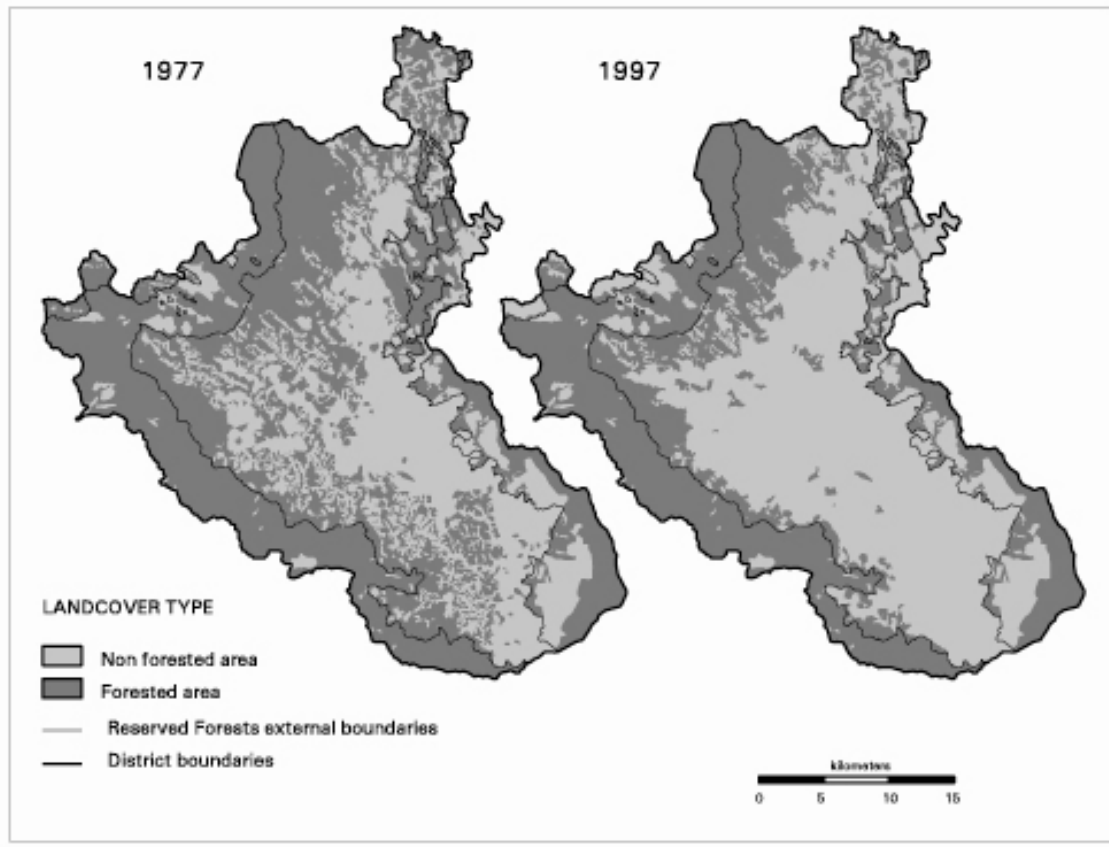 1977
1997
LANDCOVER TYPE
Non forested area
Forested area
Reserved Forests external boundaries
District boundaries
kilometers
0 5 10 15